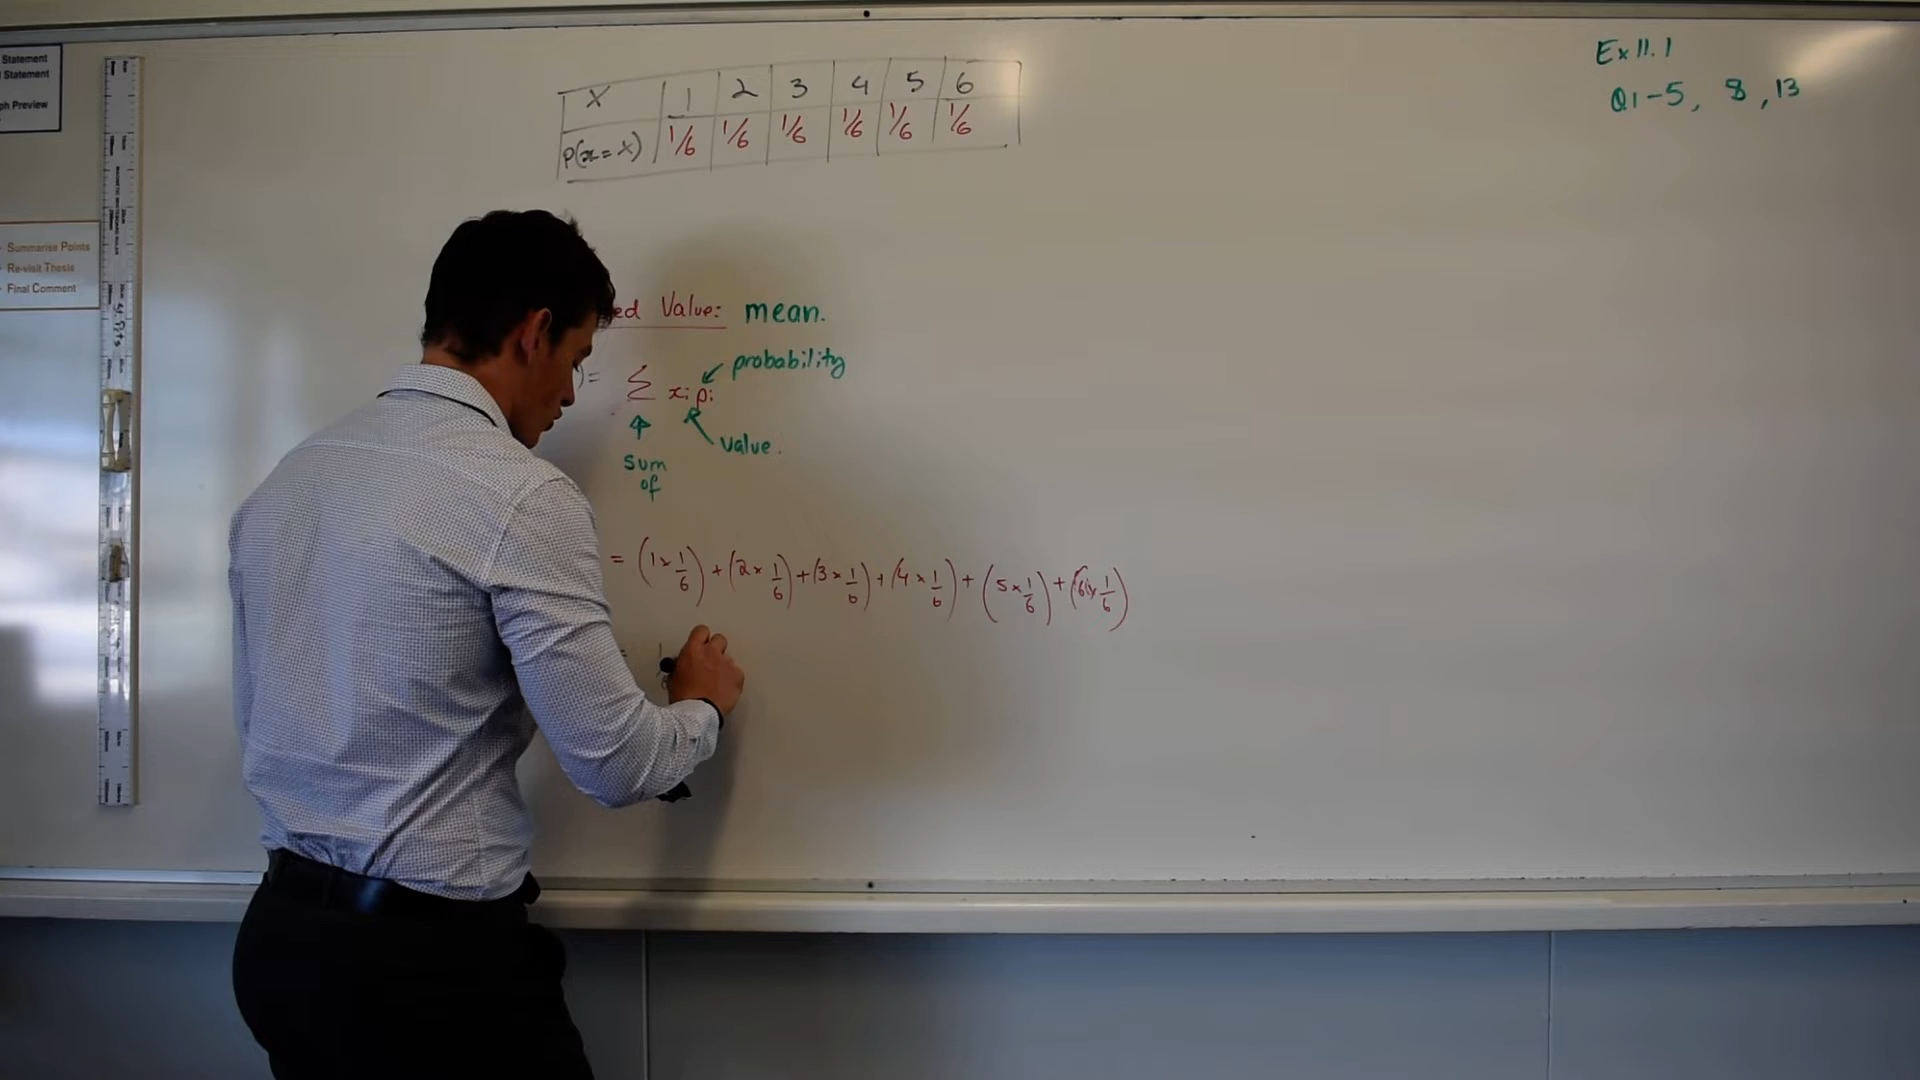 Statement
Statement
ph Preview
Summarise Points
Re-visit Thesis
Final Comment
Ex 11.1
Q1-5, 8, 13
X 1 2 3 4 5 6
P(x=X) 1/6 1/6 1/6 1/6 1/6 1/6
ed Value: mean.
probability
)= Σ xi pi
value.
sum
of
= (1×1/6)+(2×1/6)+(3×1/6)+(4×1/6)+(5×1/6)+(6×1/6)
=